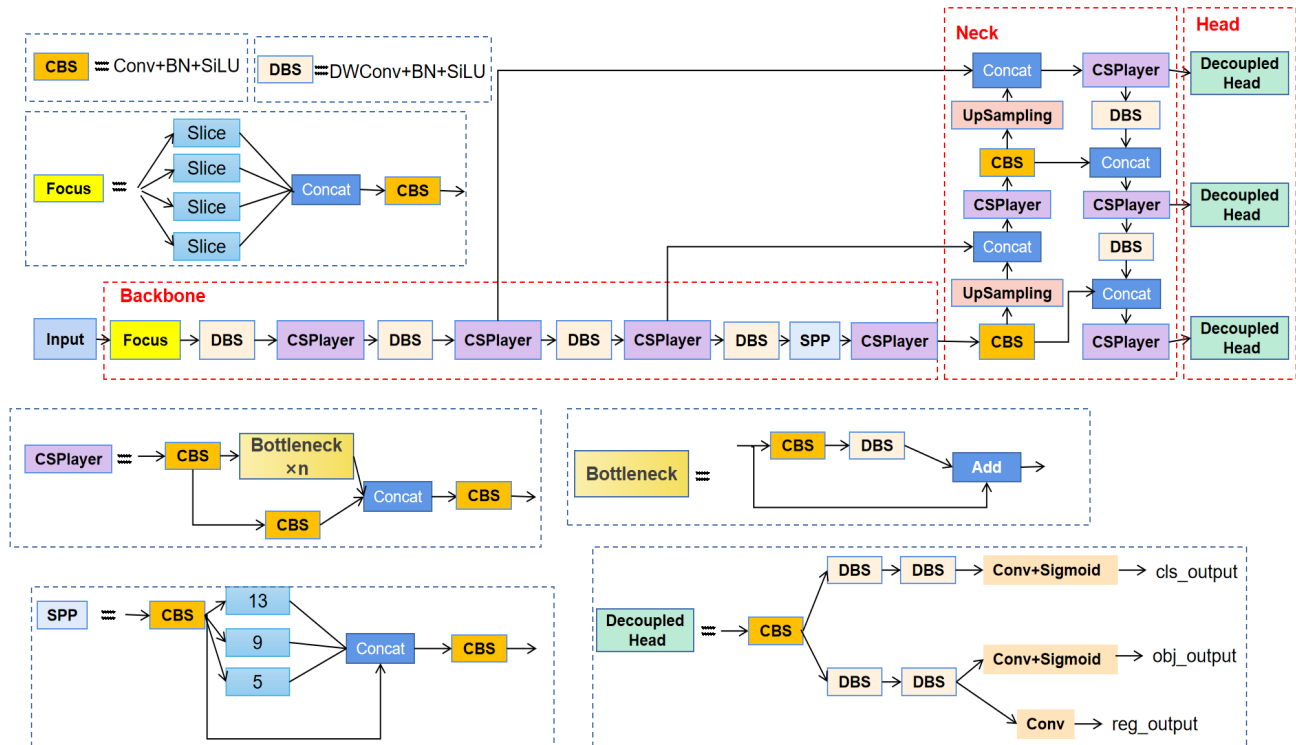 Neck
Head
CBS
Conv+BN+SiLU
DBS
DWConv+BN+SiLU
Concat
CSPlayer
Decoupled
Head
UpSampling
DBS
Slice
Slice
Slice
Slice
Focus
Concat
CBS
CBS
Concat
CSPlayer
CSPlayer
Decoupled
Head
Concat
DBS
Backbone
UpSampling
Concat
Input
Focus
DBS
CSPlayer
DBS
CSPlayer
DBS
CSPlayer
DBS
SPP
CSPlayer
CBS
CSPlayer
Decoupled
Head
CSPlayer
CBS
Bottleneck
×n
Concat
CBS
CBS
Bottleneck
CBS
DBS
Add
SPP
CBS
13
9
5
Concat
CBS
Decoupled
Head
CBS
DBS
DBS
Conv+Sigmoid
cls_output
DBS
DBS
Conv+Sigmoid
obj_output
Conv
reg_output